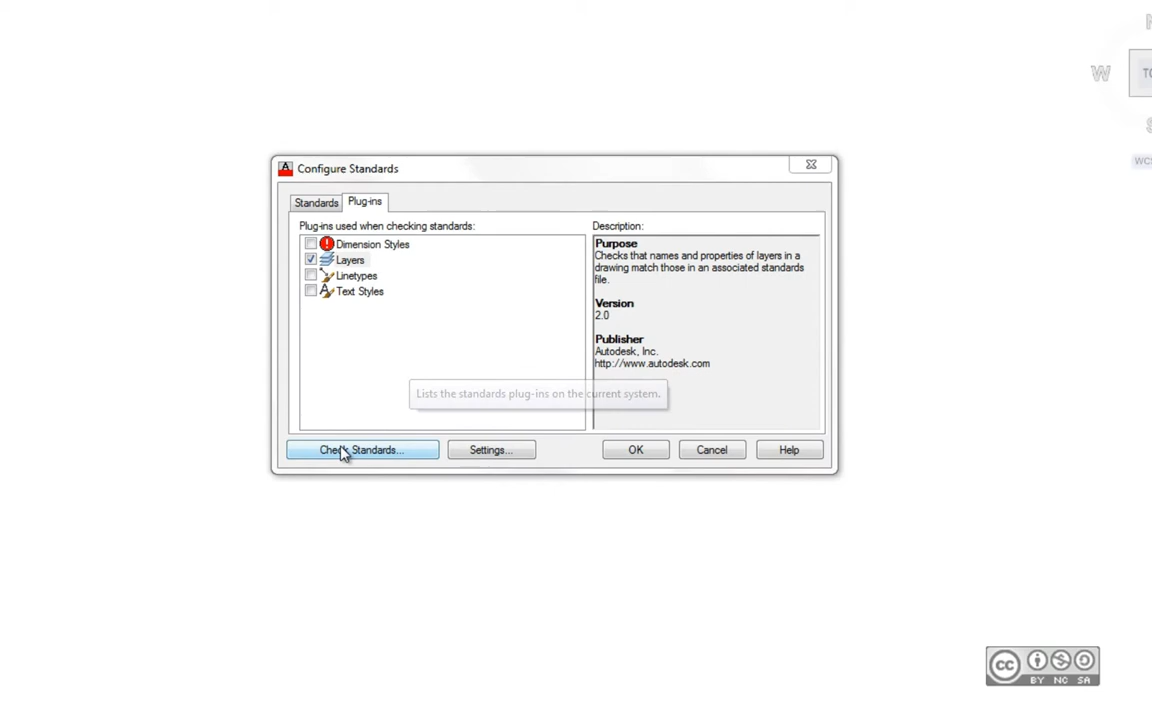 N
W
TO
S
WCS
Configure Standards
Standards
Plug-ins
Plug-ins used when checking standards:
Dimension Styles
Layers
Linetypes
Text Styles
Description:
Purpose
Checks that names and properties of layers in a
drawing match those in an associated standards
file.
Version
2.0
Publisher
Autodesk, Inc.
http://www.autodesk.com
Lists the standards plug-ins on the current system.
Check Standards...
Settings...
OK
Cancel
Help
cc
BY NC SA